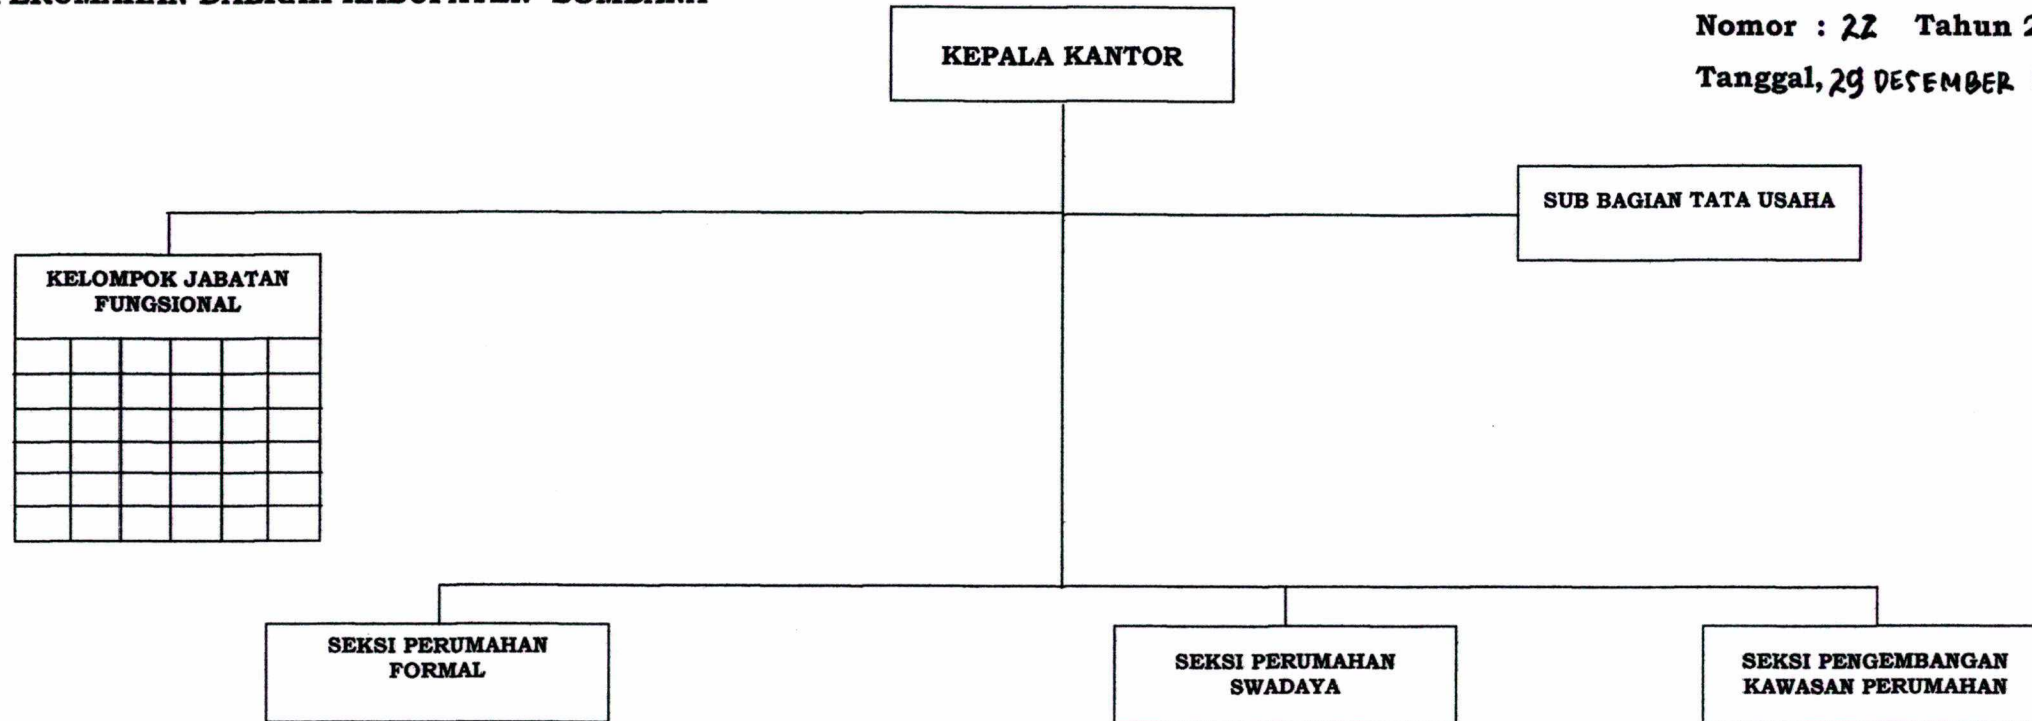 KEPALA KANTOR
Nomor : 22 Tahun 2
Tanggal, 29 DESEMBER
SUB BAGIAN TATA USAHA
KELOMPOK JABATAN
FUNGSIONAL
SEKSI PERUMAHAN
FORMAL
SEKSI PERUMAHAN
SWADAYA
SEKSI PENGEMBANGAN
KAWASAN PERUMAHAN